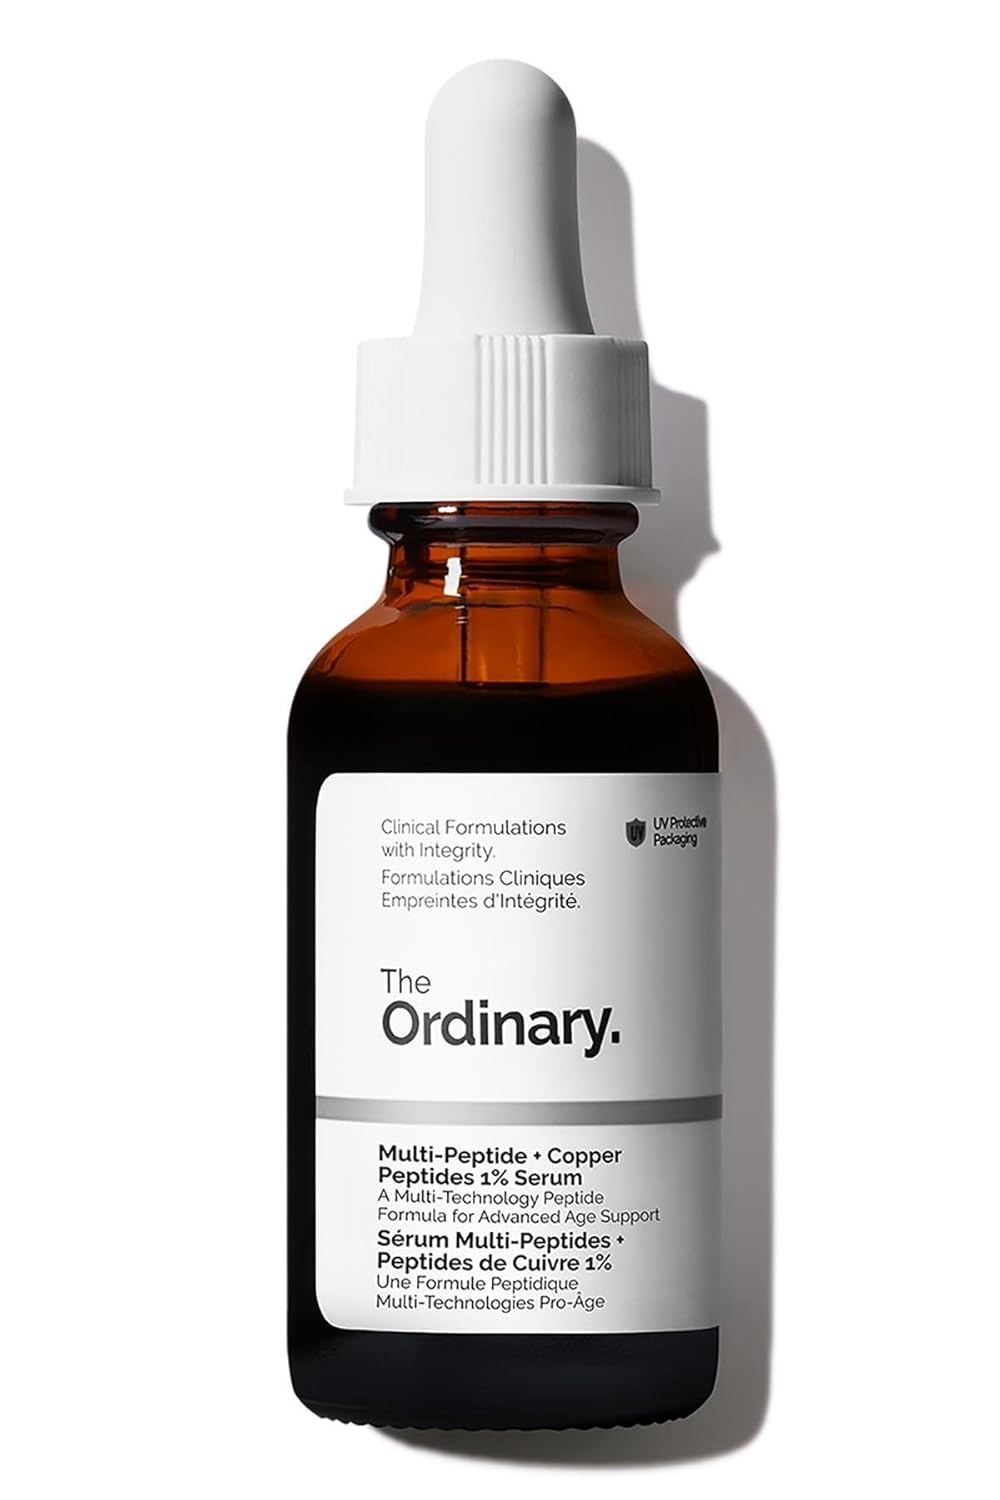 Clinical Formulations
with Integrity.
Formulations Cliniques
Empreintes d'Intégrité.
UV
UV Protective
Packaging
The
Ordinary.
Multi-Peptide + Copper
Peptides 1% Serum
A Multi-Technology Peptide
Formula for Advanced Age Support
Sérum Multi-Peptides +
Peptides de Cuivre 1%
Une Formule Peptidique
Multi-Technologies Pro-Âge